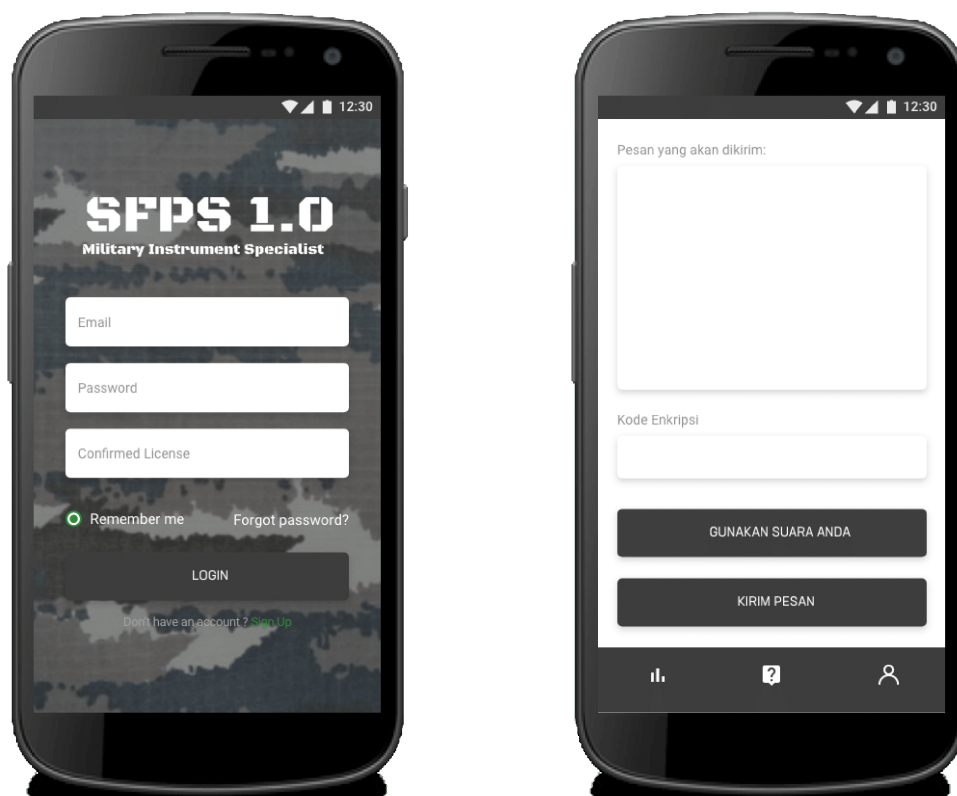 12:30
SFPS 1.0
Military Instrument Specialist
Email
Password
Confirmed License
Remember me Forgot password?
LOGIN
Don't have an account ? Sign Up
12:30
Pesan yang akan dikirim:
Kode Enkripsi
GUNAKAN SUARA ANDA
KIRIM PESAN